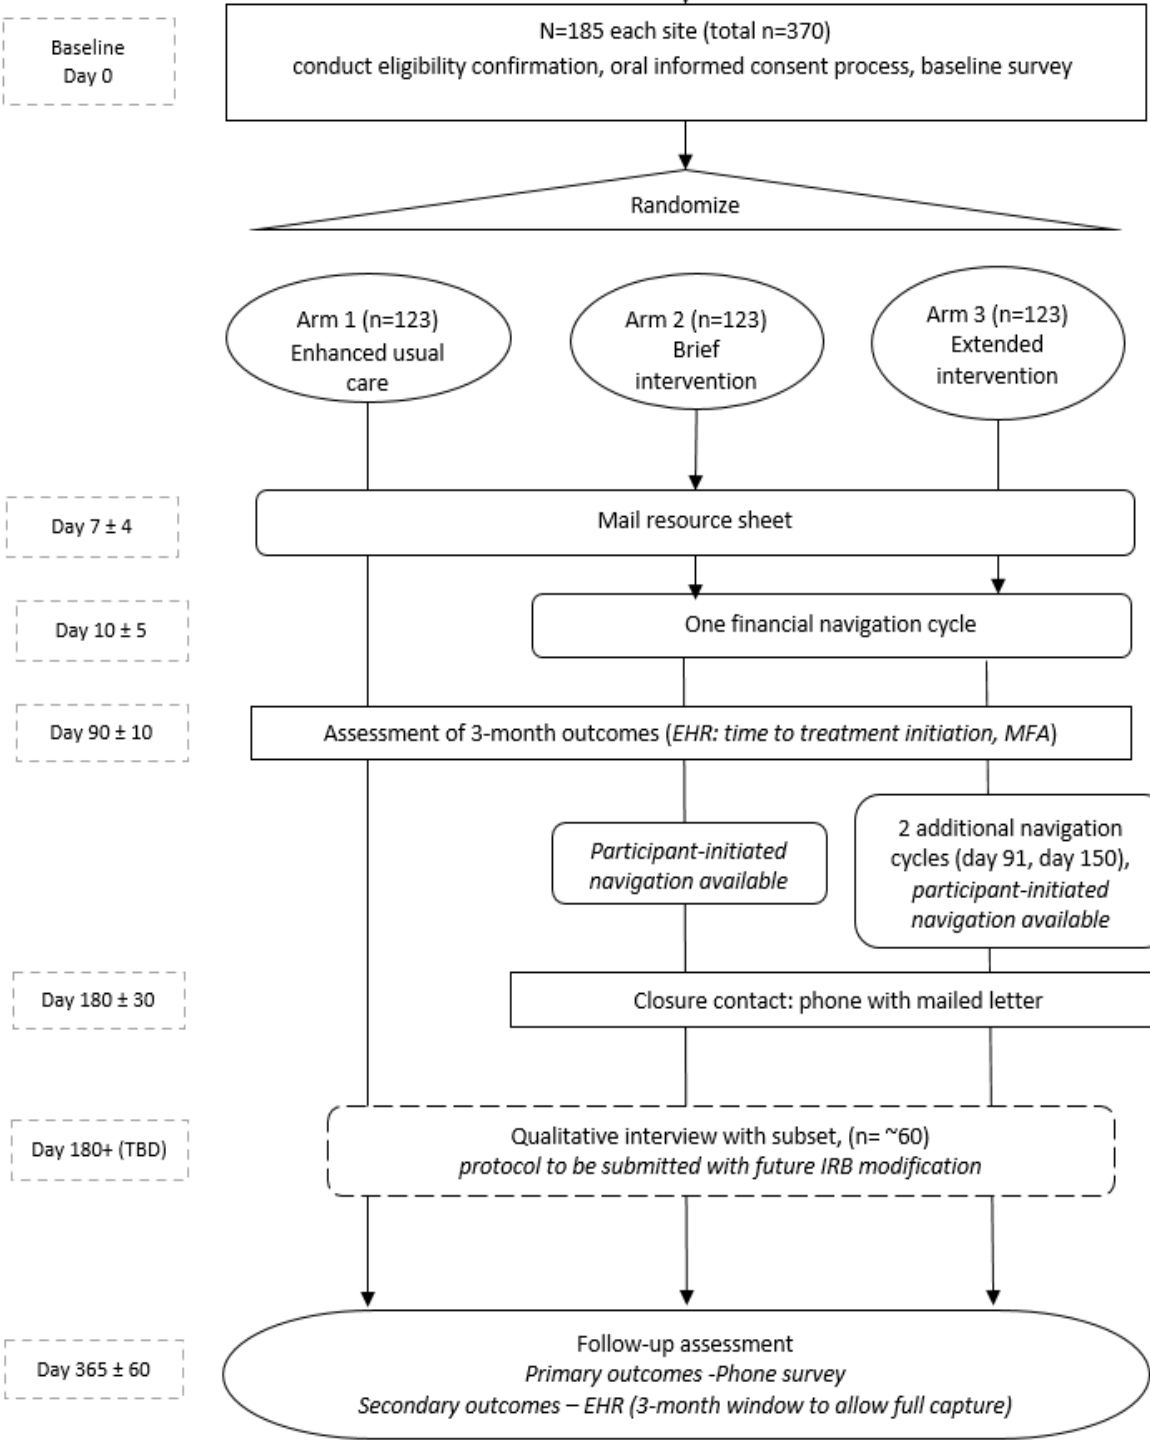 Baseline
Day 0
N=185 each site (total n=370)
conduct eligibility confirmation, oral informed consent process, baseline survey
Randomize
Arm 1 (n=123)
Enhanced usual
care
Arm 2 (n=123)
Brief
intervention
Arm 3 (n=123)
Extended
intervention
Day 7 ± 4
Mail resource sheet
Day 10 ± 5
One financial navigation cycle
Day 90 ± 10
Assessment of 3-month outcomes (EHR: time to treatment initiation, MFA)
Participant-initiated
navigation available
2 additional navigation
cycles (day 91, day 150),
participant-initiated
navigation available
Day 180 ± 30
Closure contact: phone with mailed letter
Day 180+ (TBD)
Qualitative interview with subset, (n= ~60)
protocol to be submitted with future IRB modification
Day 365 ± 60
Follow-up assessment
Primary outcomes -Phone survey
Secondary outcomes – EHR (3-month window to allow full capture)